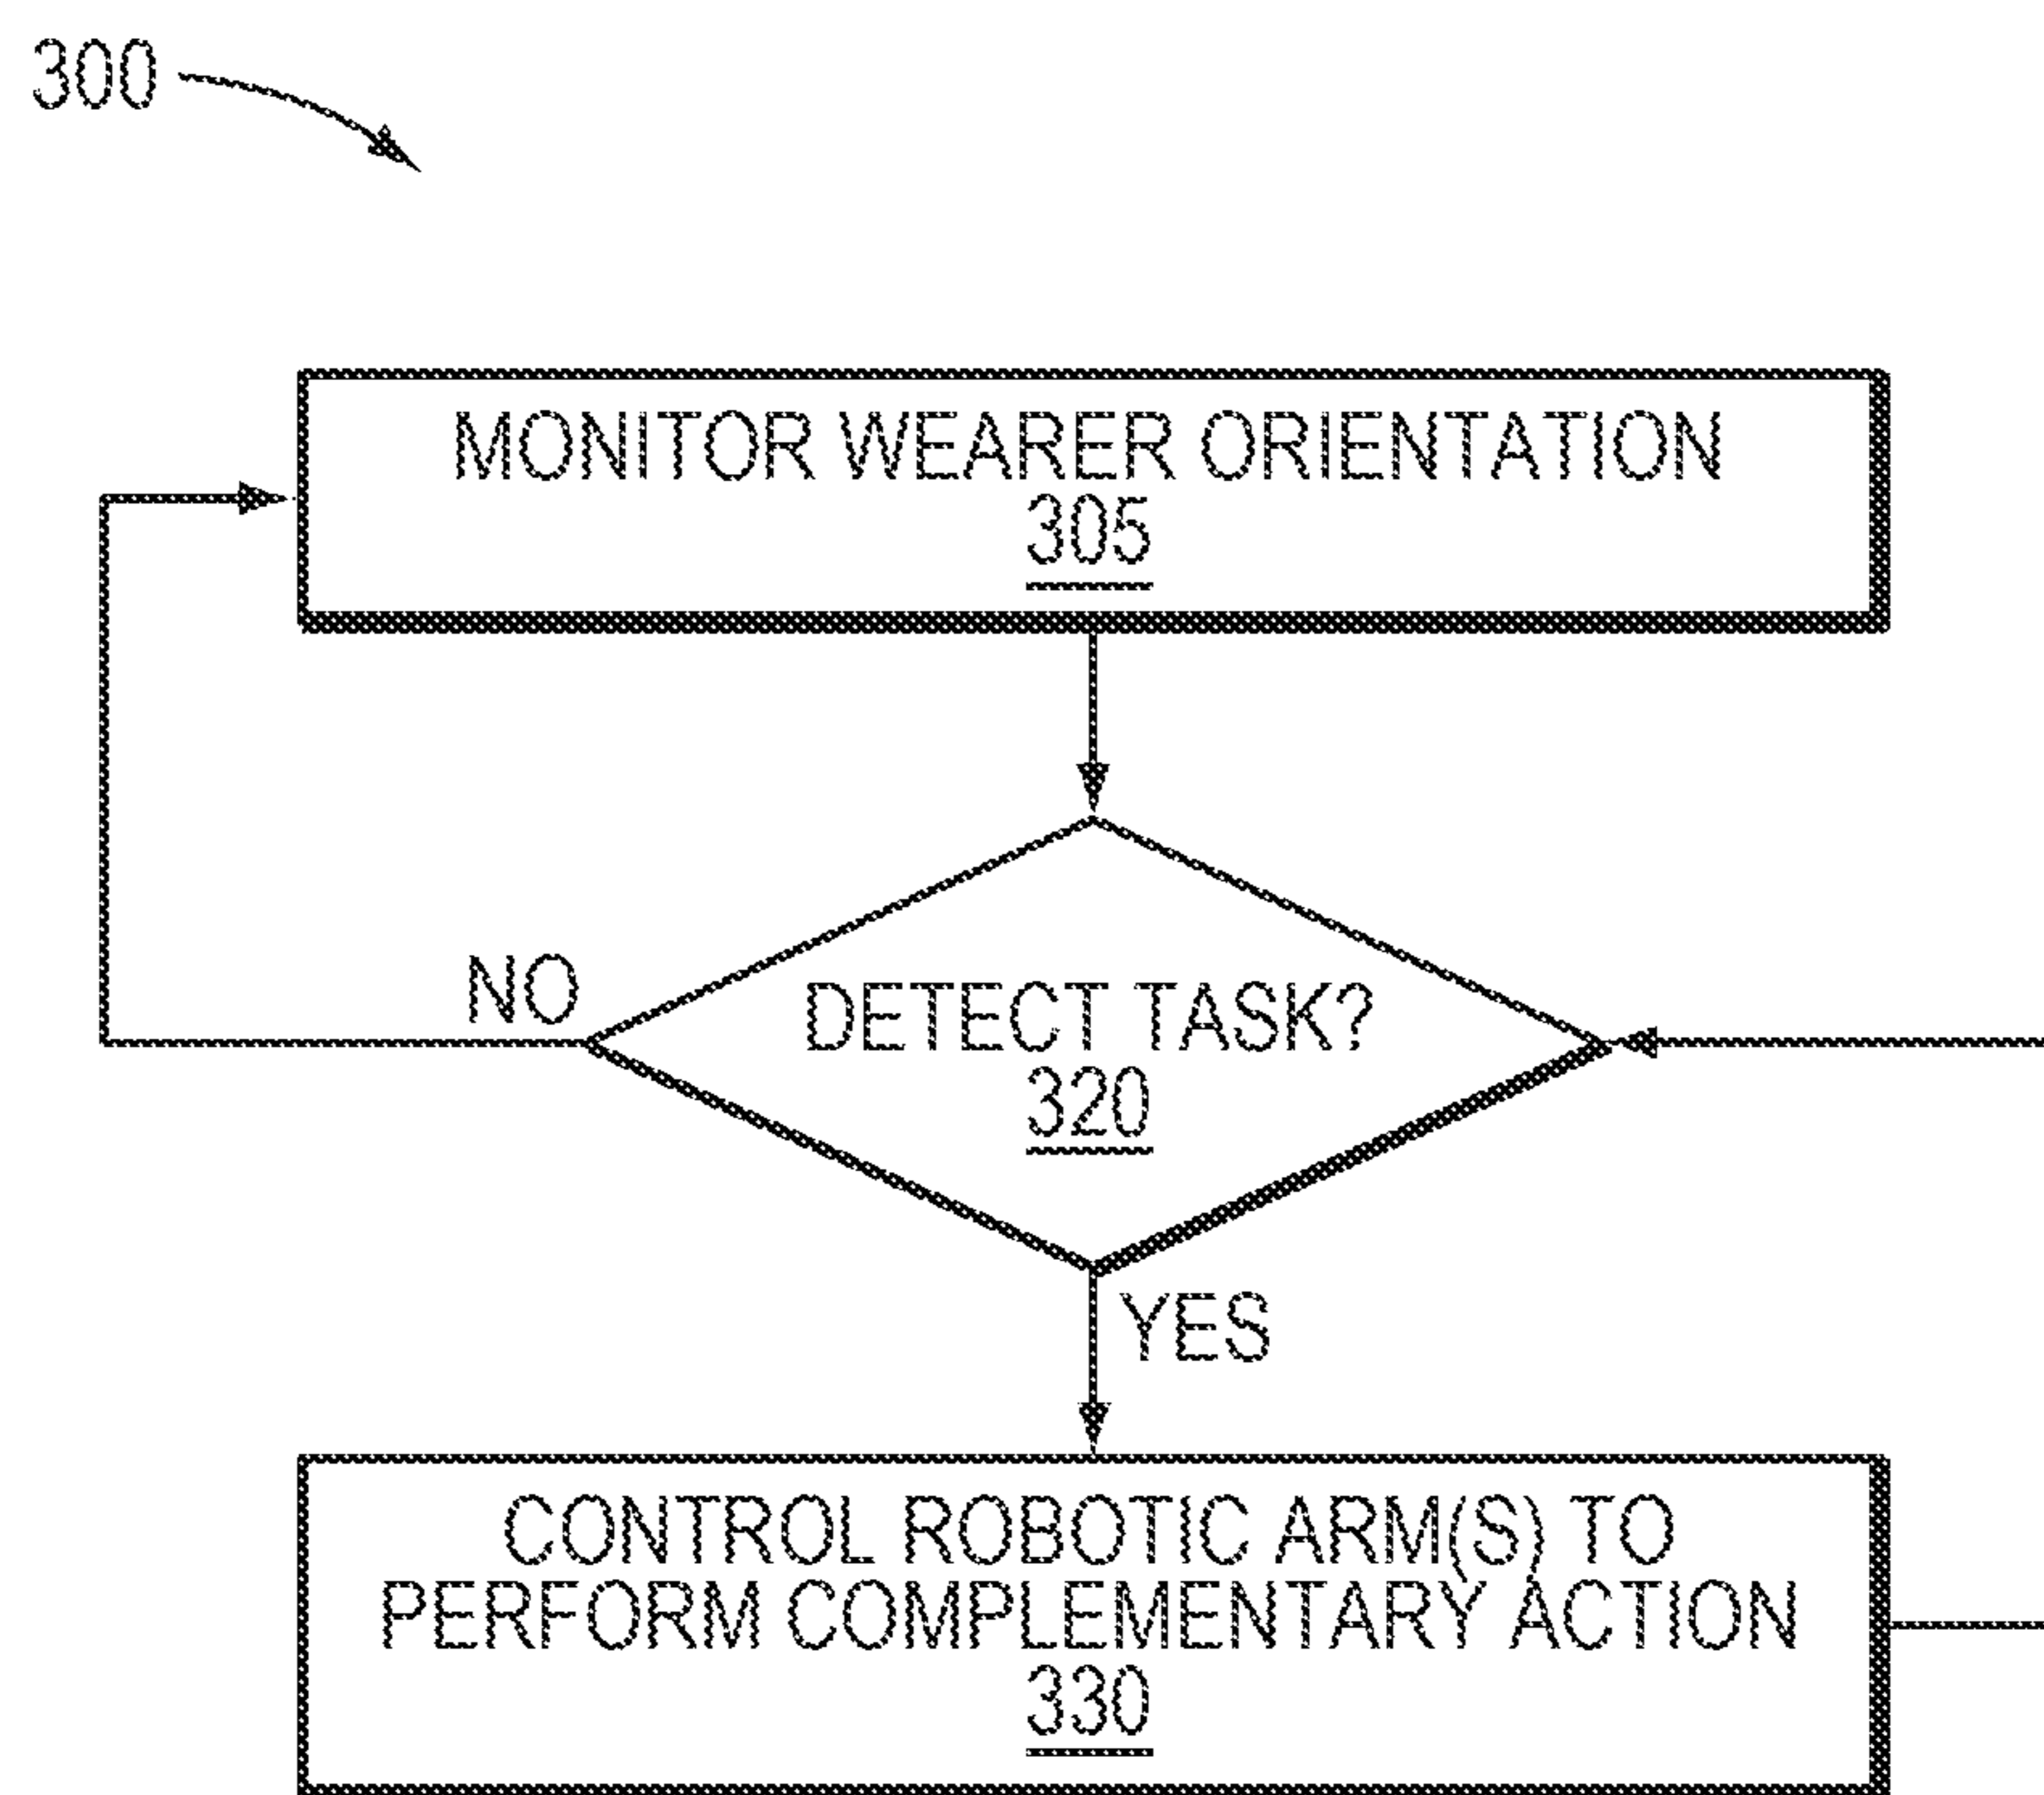 300
MONITOR WEARER ORIENTATION
305
NO
DETECT TASK?
320
YES
CONTROL ROBOTIC ARM(S) TO
PERFORM COMPLEMENTARY ACTION
330